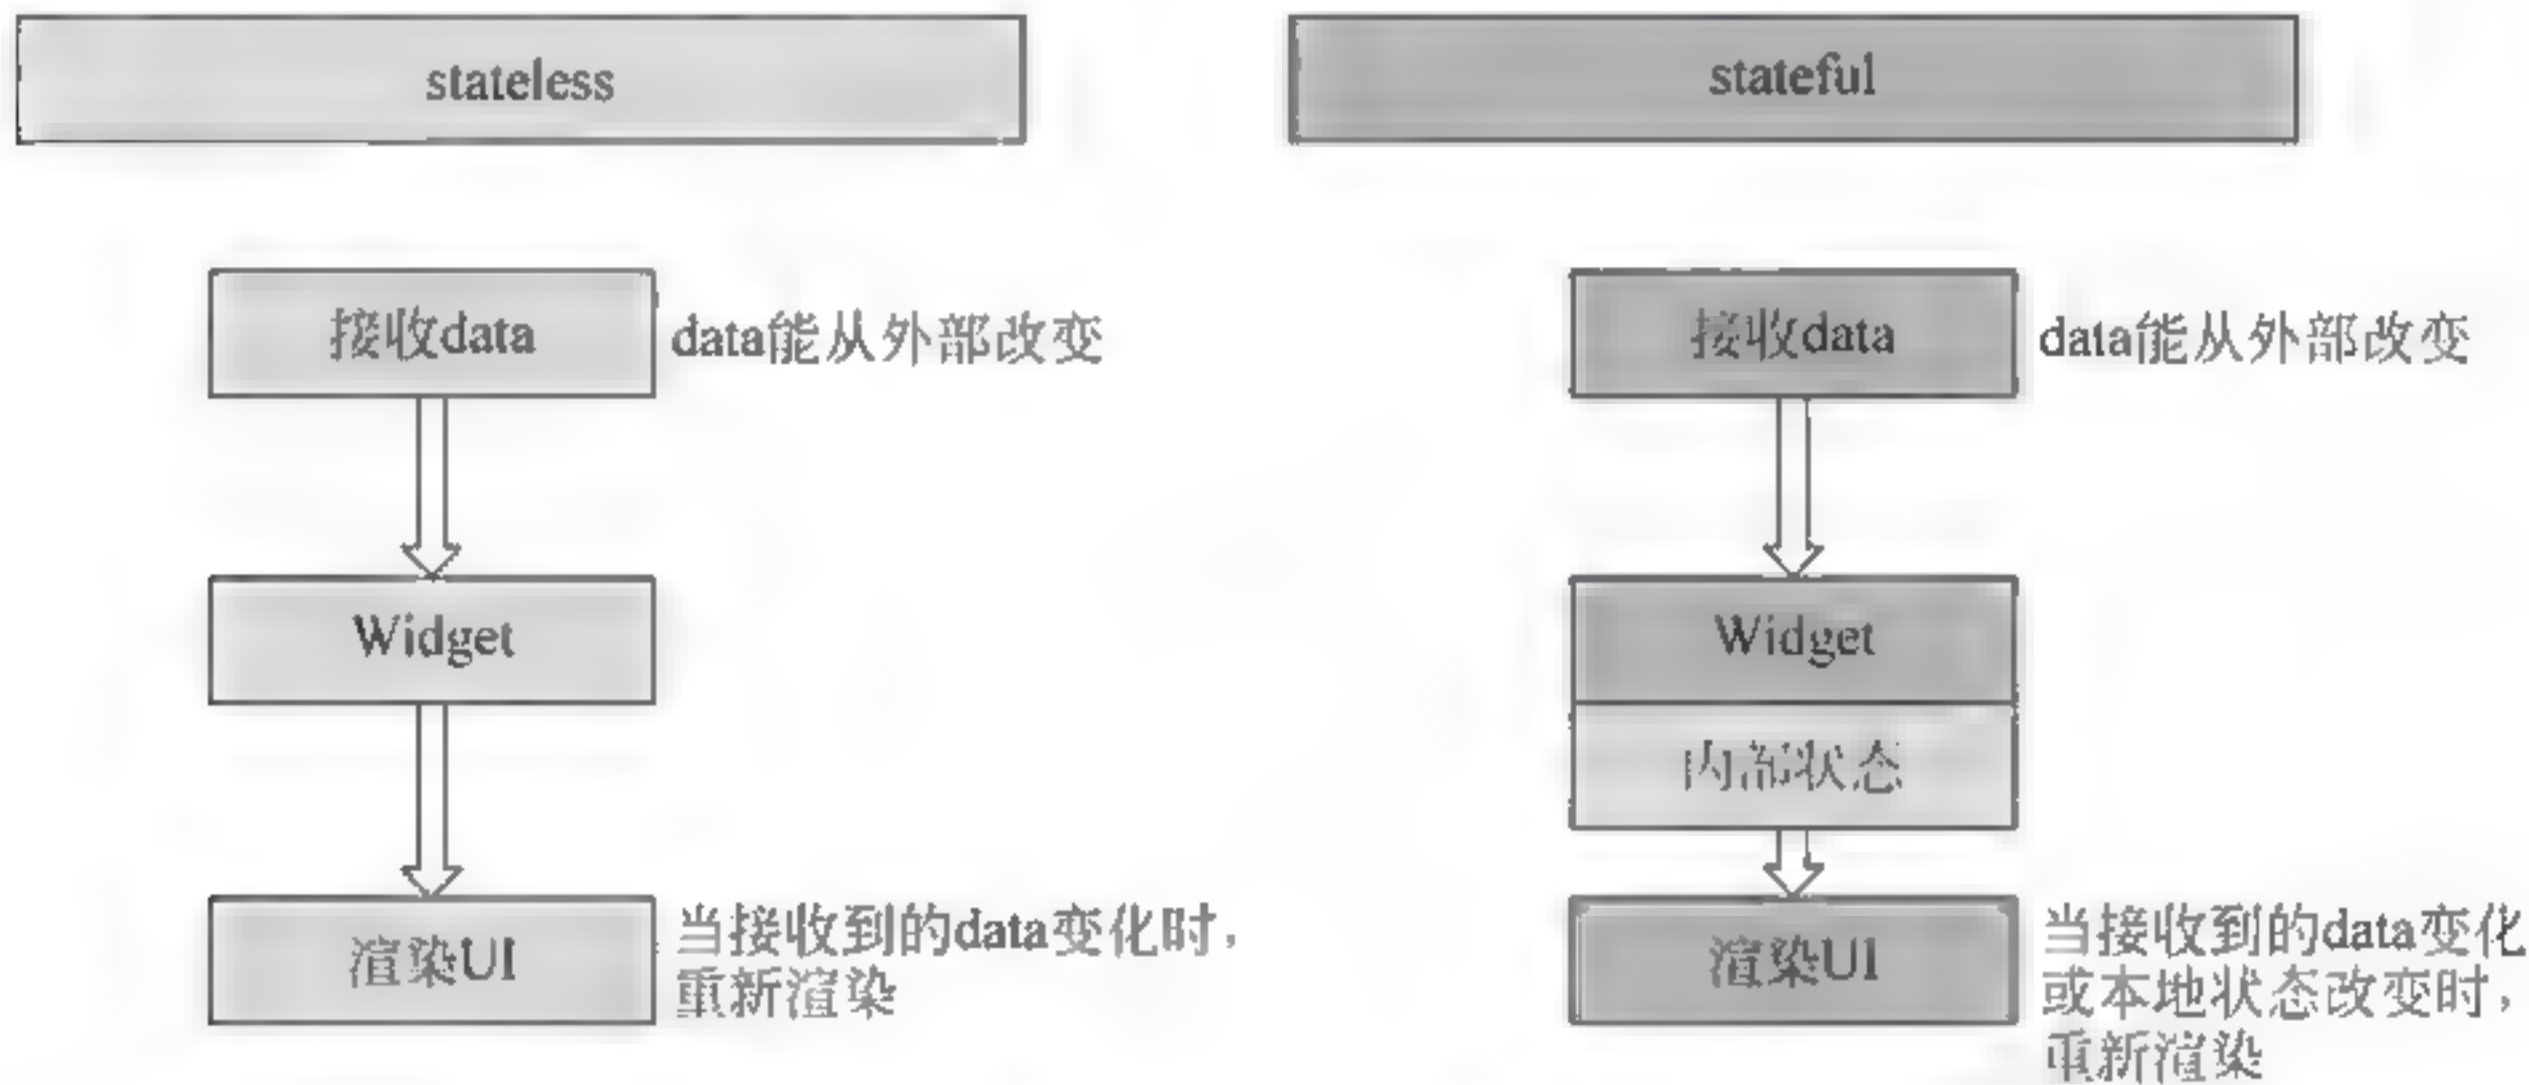 stateless
接收data
data能从外部改变
Widget
渲染UI
当接收到的data变化时，
重新渲染
stateful
接收data
data能从外部改变
Widget
内部状态
渲染UI
当接收到的data变化
或本地状态改变时，
重新渲染